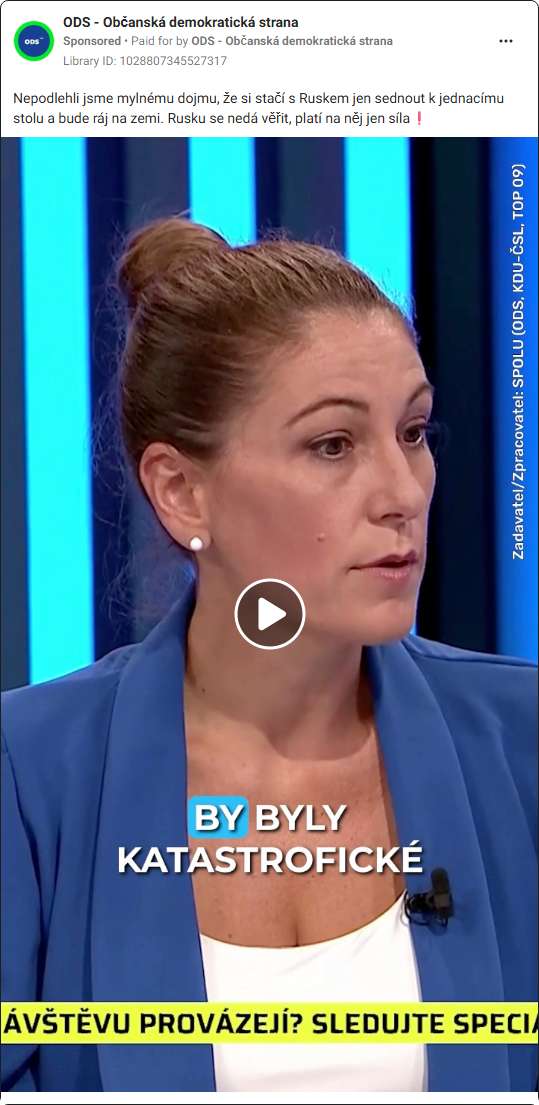 ODS - Občanská demokratická strana
Sponsored • Paid for by ODS - Občanská demokratická strana
Library ID: 1028807345527317
Nepodlehli jsme mylnému dojmu, že si stačí s Ruskem jen sednout k jednacímu
stolu a bude ráj na zemi. Rusku se nedá věřit, platí na něj jen síla❗
ODS
Zadavatel/Zpracovatel: SPOLU (ODS, KDU-ČSL, TOP 09)
BY BYLY
KATASTROFICKÉ
ÁVŠTĚVU PROVÁZEJÍ? SLEDUJTE SPECIÁ